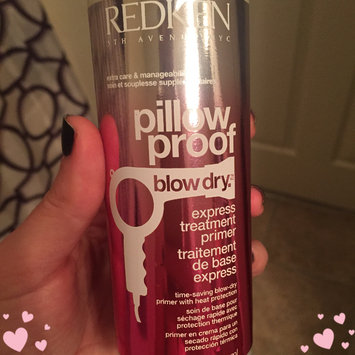 REDKEN
5TH AVENUE NYC
extra care & manageability
soin et souplesse supplémentaires
pillow
proof
blow dry
express
treatment
primer
traitement
de base
express
time-saving blow-dry
primer with heat protection
soin de base pour
séchage rapide avec
protection thermique
primer en crema para un
secado rápido con
protección térmica